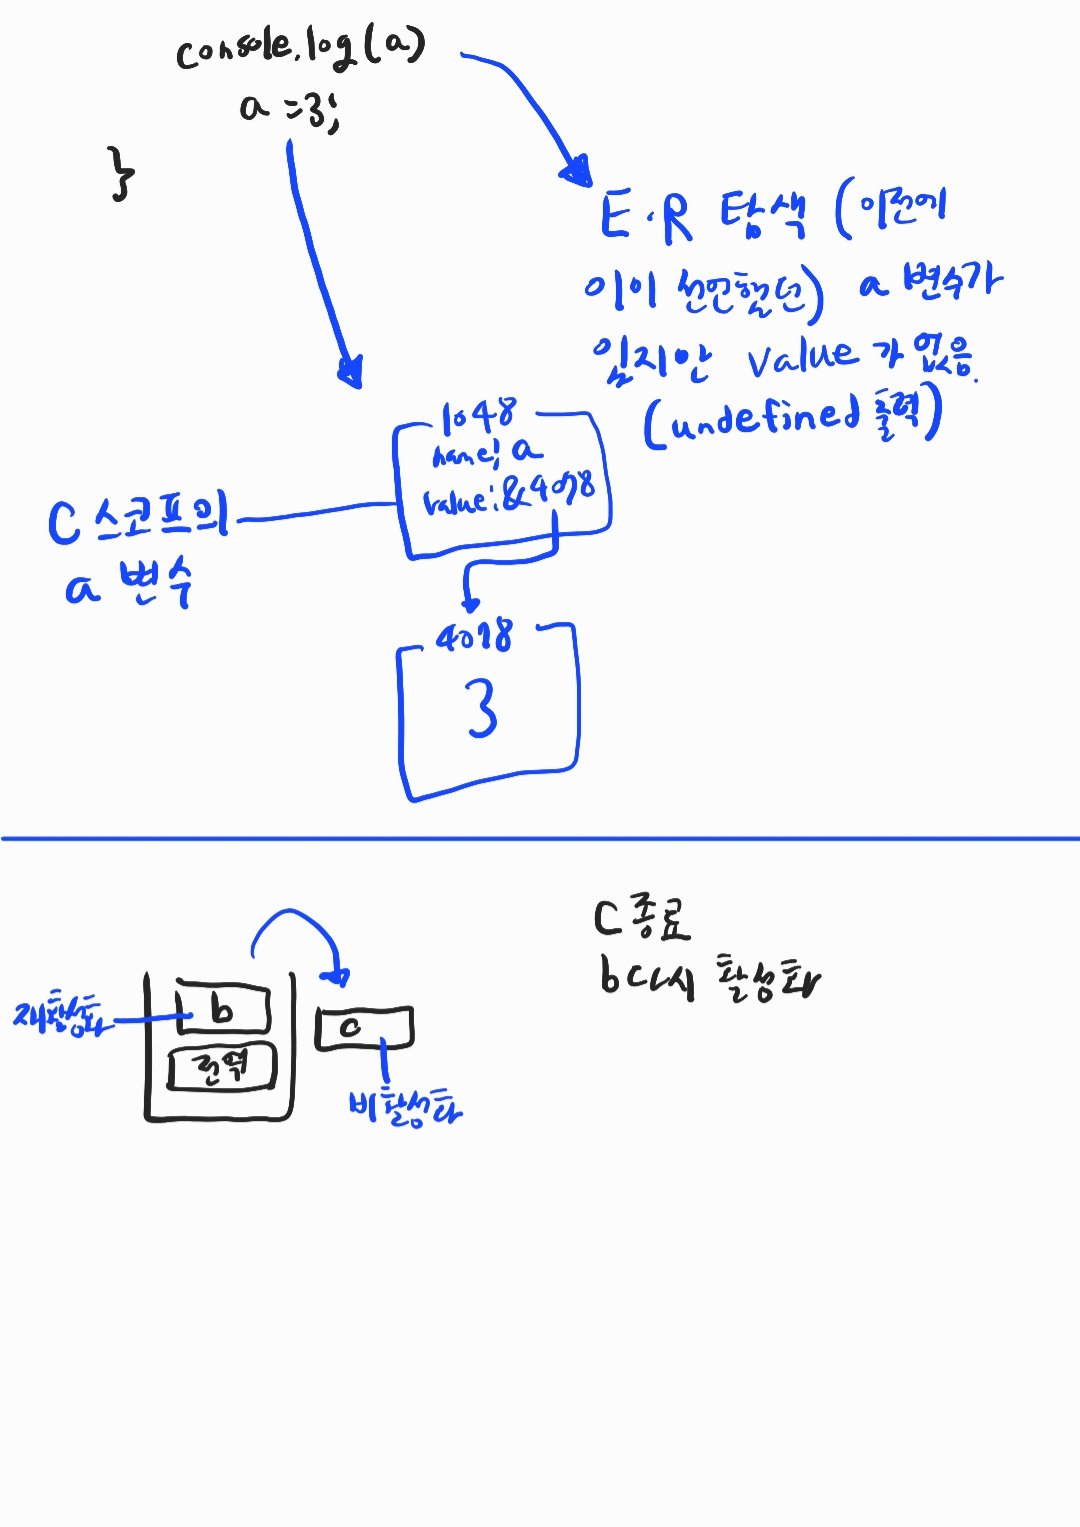 console.log(a)
a =3;
}
E.R 탐색 (이전에
이미 선언했던) a 변수가
있지만 value 가 없음.
(undefined 출력)
1048
name: a
value: &4098
C 스코프의
a 변수
4098
3
C 종료
b 다시 활성화
재활성화
b
전역
c
비활성화